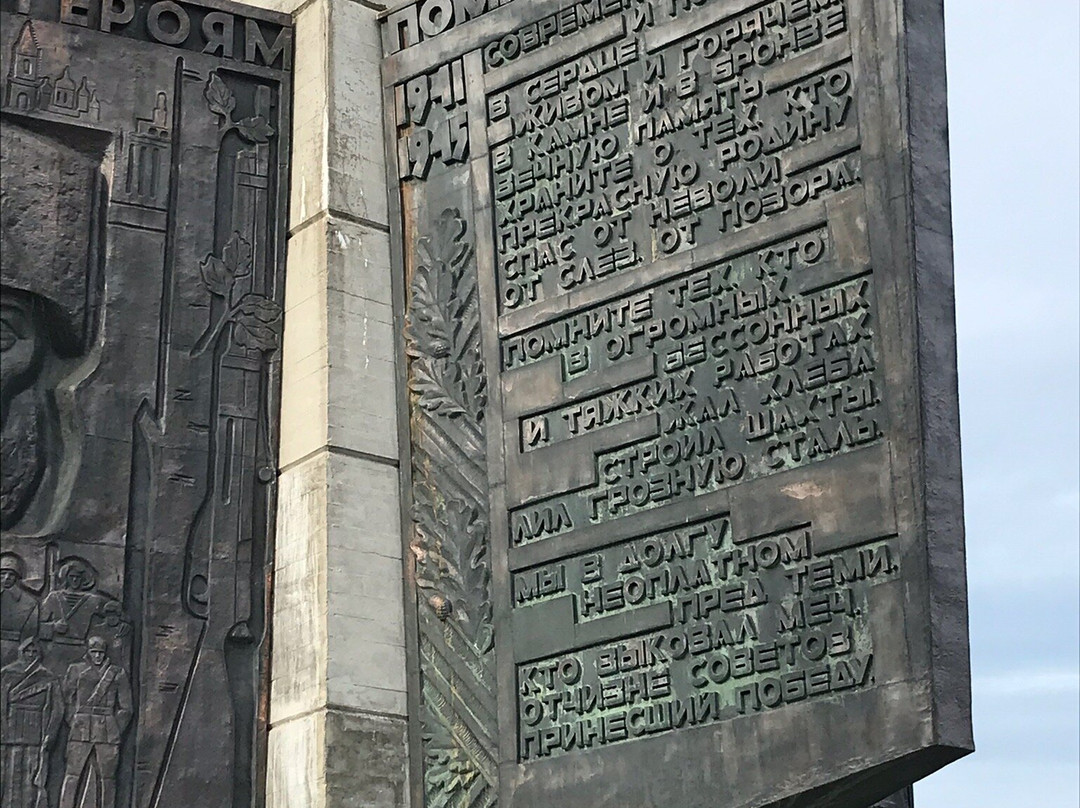 ГЕРОЯМ
1941
1945
СОВРЕМЕН
И
В СЕРДЦЕ
ЖИВОМ И ГОРЯЧЕМ
В КАМНЕ И В БРОНЗЕ
ВЕЧНУЮ ПАМЯТЬ
ХРАНИТЕ О ТЕХ, КТО
ПРЕКРАСНУЮ РОДИНУ
СПАС ОТ НЕВОЛИ
ОТ СЛЕЗ, ОТ ПОЗОРА.
ПОМНИТЕ ТЕХ, КТО
В ОГРОМНЫХ,
БЕССОННЫХ
И ТЯЖКИХ РАБОТАХ
ЖАЛ ХЛЕБА
СТРОИЛ ШАХТЫ,
ЛИЛ ГРОЗНУЮ СТАЛЬ.
МЫ В ДОЛГУ
НЕОПЛАТНОМ
ПРЕД ТЕМИ,
КТО ВЫКОВАЛ МЕЧ,
ОТЧИЗНЕ СОВЕТОВ
ПРИНЕСШИЙ ПОБЕДУ.